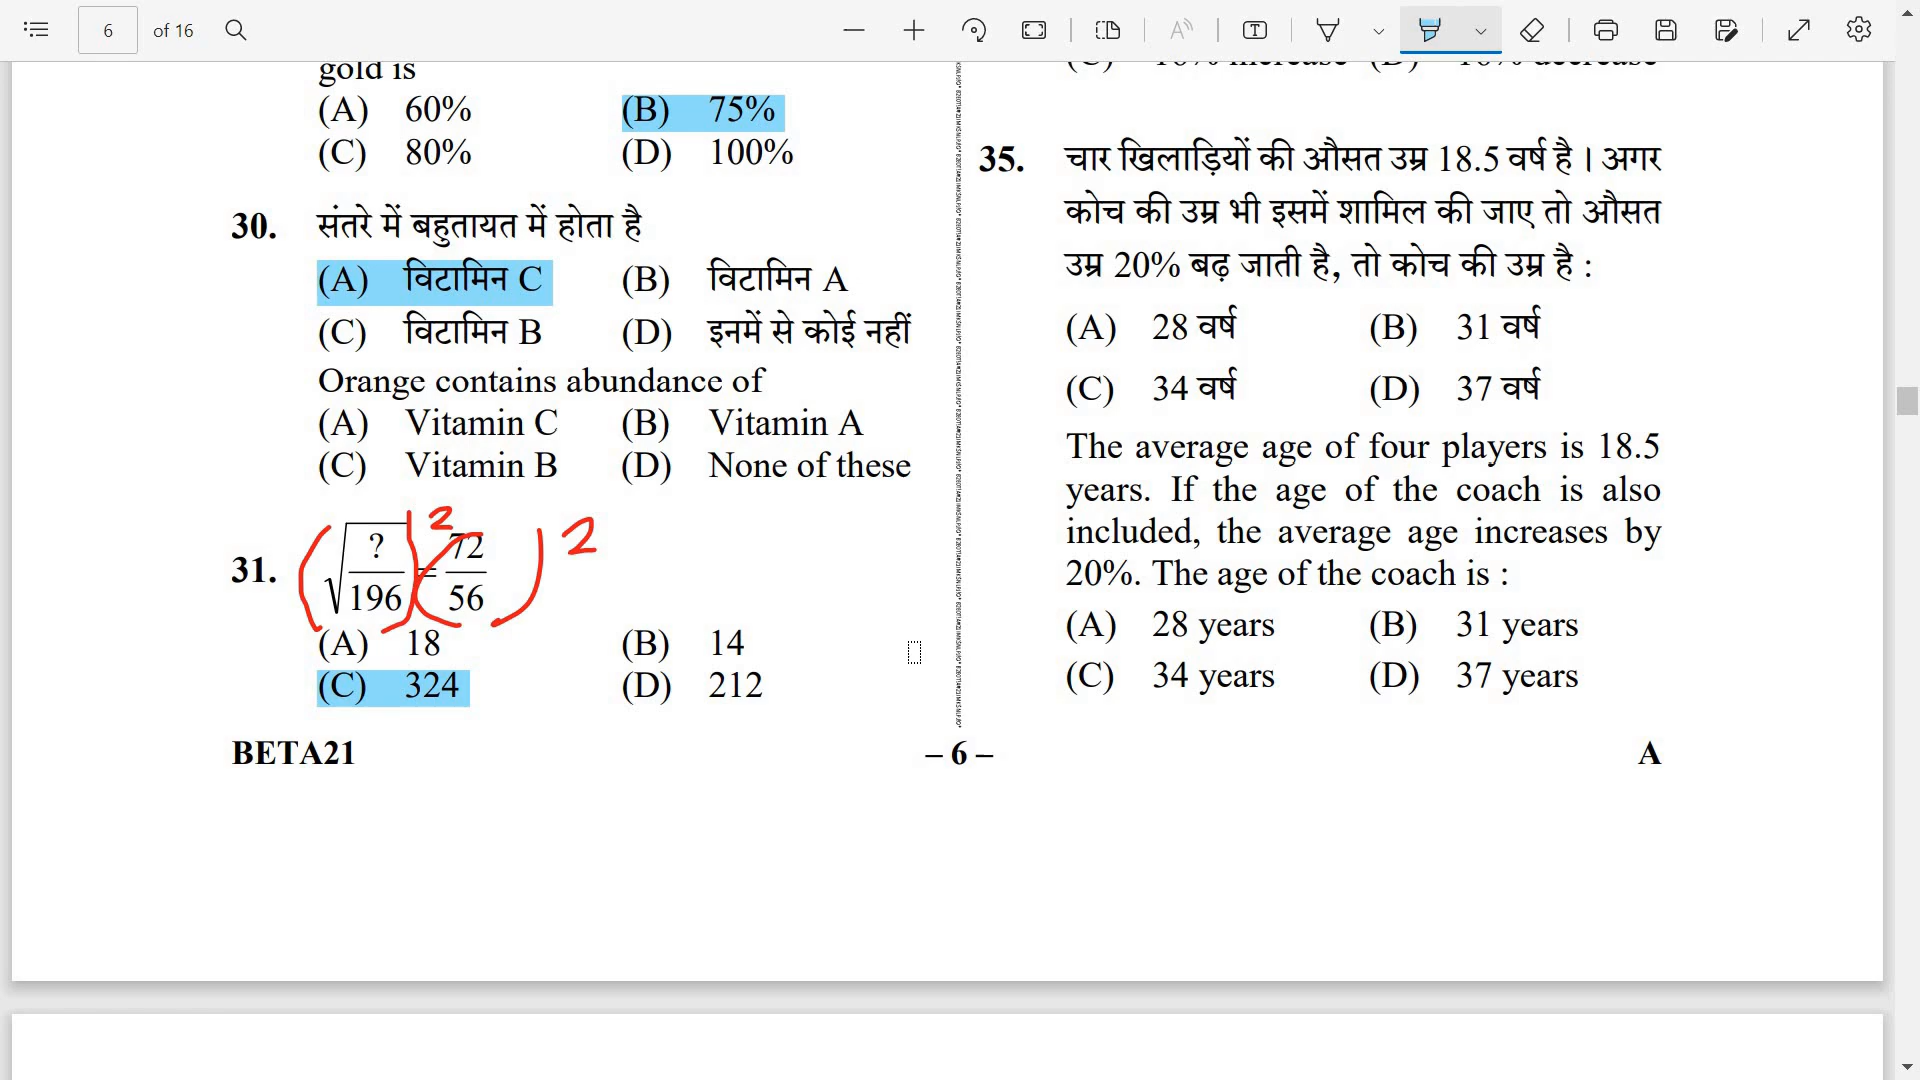 6 of 16
gold is
(A) 60% (B) 75%
(C) 80% (D) 100%
30. संतरे में बहुतायत में होता है
(A) विटामिन C (B) विटामिन A
(C) विटामिन B (D) इनमें से कोई नहीं
Orange contains abundance of
(A) Vitamin C (B) Vitamin A
(C) Vitamin B (D) None of these
31. (√(?/196))² = (72/56)²
(A) 18 (B) 14
(C) 324 (D) 212
35. चार खिलाड़ियों की औसत उम्र 18.5 वर्ष है । अगर
कोच की उम्र भी इसमें शामिल की जाए तो औसत
उम्र 20% बढ़ जाती है, तो कोच की उम्र है :
(A) 28 वर्ष (B) 31 वर्ष
(C) 34 वर्ष (D) 37 वर्ष
The average age of four players is 18.5
years. If the age of the coach is also
included, the average age increases by
20%. The age of the coach is :
(A) 28 years (B) 31 years
(C) 34 years (D) 37 years
BETA21 – 6 – A